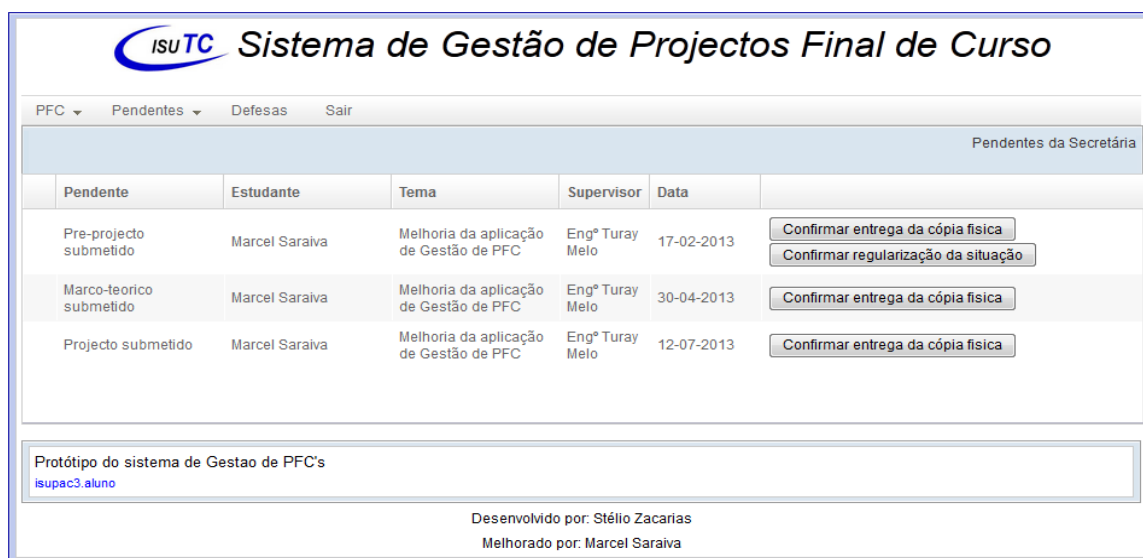 ISUTC Sistema de Gestão de Projectos Final de Curso
PFC Pendentes Defesas Sair
Pendentes da Secretária
Pendente Estudante Tema Supervisor Data
Pre-projecto submetido Marcel Saraiva Melhoria da aplicação de Gestão de PFC Engº Turay Melo 17-02-2013 Confirmar entrega da cópia fisica
Confirmar regularização da situação
Marco-teorico submetido Marcel Saraiva Melhoria da aplicação de Gestão de PFC Engº Turay Melo 30-04-2013 Confirmar entrega da cópia fisica
Projecto submetido Marcel Saraiva Melhoria da aplicação de Gestão de PFC Engº Turay Melo 12-07-2013 Confirmar entrega da cópia fisica
Protótipo do sistema de Gestao de PFC's
isupac3.aluno
Desenvolvido por: Stélio Zacarias
Melhorado por: Marcel Saraiva